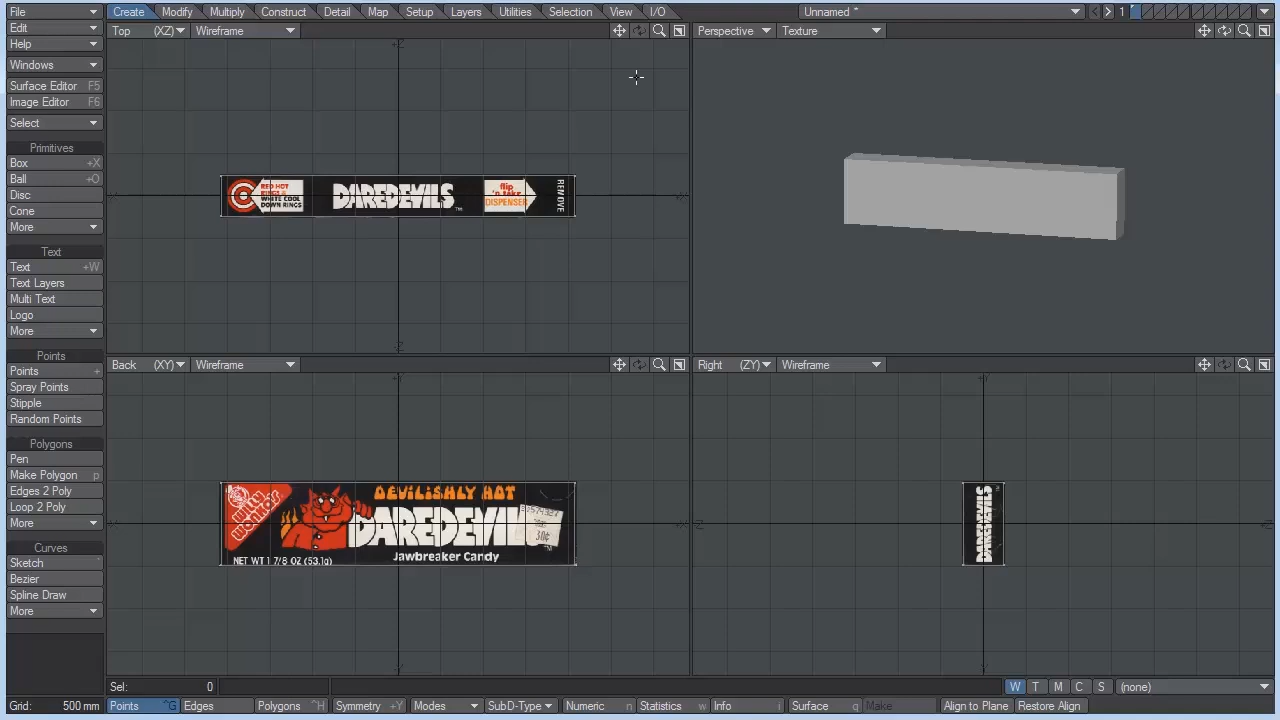 File
Create Modify Multiply Construct Detail Map Setup Layers Utilities Selection View I/O
Unnamed *
< > 1
Edit
Help
Windows
Surface Editor F5
Image Editor F6
Select
Primitives
Box +X
Ball +O
Disc
Cone
More
Text
Text +W
Text Layers
Multi Text
Logo
More
Points
Points +
Spray Points
Stipple
Random Points
Polygons
Pen
Make Polygon p
Edges 2 Poly
Loop 2 Poly
More
Curves
Sketch
Bezier
Spline Draw
More
Top (XZ) Wireframe
RED HOT
RINGS &
WHITE COOL
DOWN RINGS
DAREDEVILS
TM
flip
'n take
DISPENSER
REMOVE
Perspective Texture
Back (XY) Wireframe
WILLY
WONKA'S
DEVILISHLY HOT
DAREDEVILS
TM
30¢
Jawbreaker Candy
NET WT 1 7/8 OZ (53.1g)
Right (ZY) Wireframe
DAREDEVILS
Sel: 0
W T M C S (none)
Grid: 500 mm Points ^G Edges Polygons ^H Symmetry +Y Modes SubD-Type Numeric n Statistics w Info i Surface q Make Align to Plane Restore Align